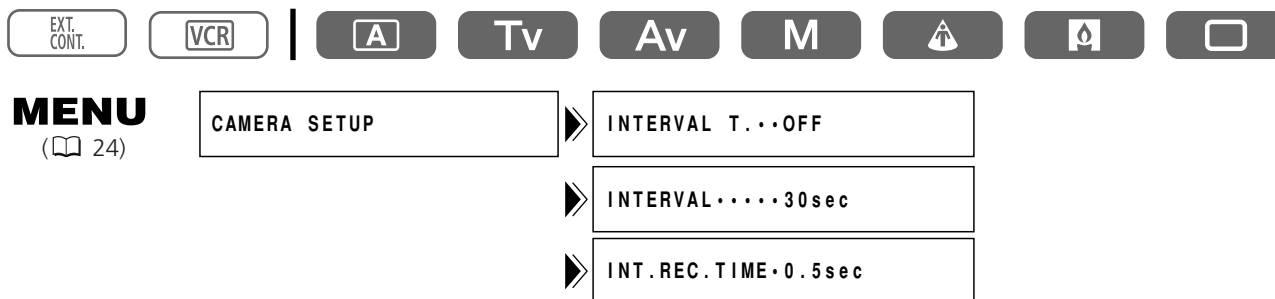 EXT.
CONT.
VCR
A
Tv
Av
M
MENU
( 24)
CAMERA SETUP
INTERVAL T.••OFF
INTERVAL•••••30sec
INT.REC.TIME•0.5sec